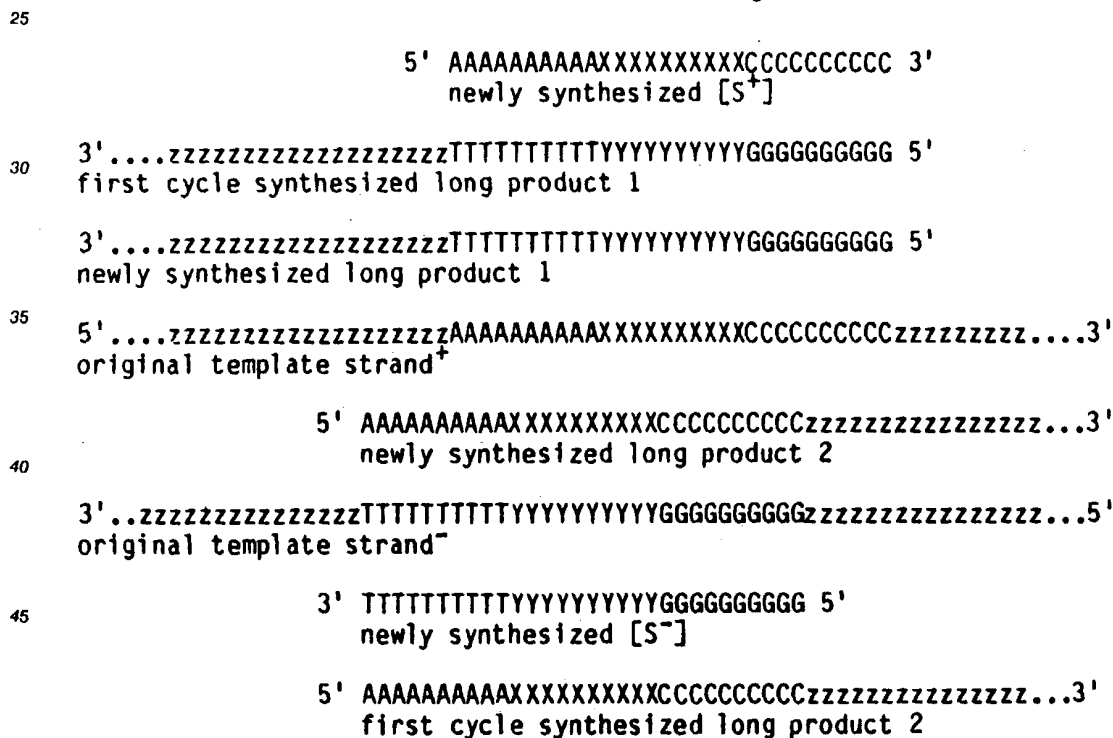 25
5' AAAAAAAAAAXXXXXXXXXXCCCCCCCCCC 3'
newly synthesized [S⁺]
3'....zzzzzzzzzzzzzzzzzzzTTTTTTTTTTYYYYYYYYYYGGGGGGGGGG 5'
30
first cycle synthesized long product 1
3'....zzzzzzzzzzzzzzzzzzzTTTTTTTTTTYYYYYYYYYYGGGGGGGGGG 5'
newly synthesized long product 1
35
5'....zzzzzzzzzzzzzzzzzzzAAAAAAAAAAXXXXXXXXXXCCCCCCCCCCzzzzzzzzz....3'
original template strand⁺
5' AAAAAAAAAAXXXXXXXXXXCCCCCCCCCCzzzzzzzzzzzzzzzz...3'
newly synthesized long product 2
40
3'..zzzzzzzzzzzzzzzTTTTTTTTTTYYYYYYYYYYGGGGGGGGGGzzzzzzzzzzzzzzzz...5'
original template strand⁻
45
3' TTTTTTTTTTYYYYYYYYYYGGGGGGGGGG 5'
newly synthesized [S⁻]
5' AAAAAAAAAAXXXXXXXXXXCCCCCCCCCCzzzzzzzzzzzzzzz...3'
first cycle synthesized long product 2